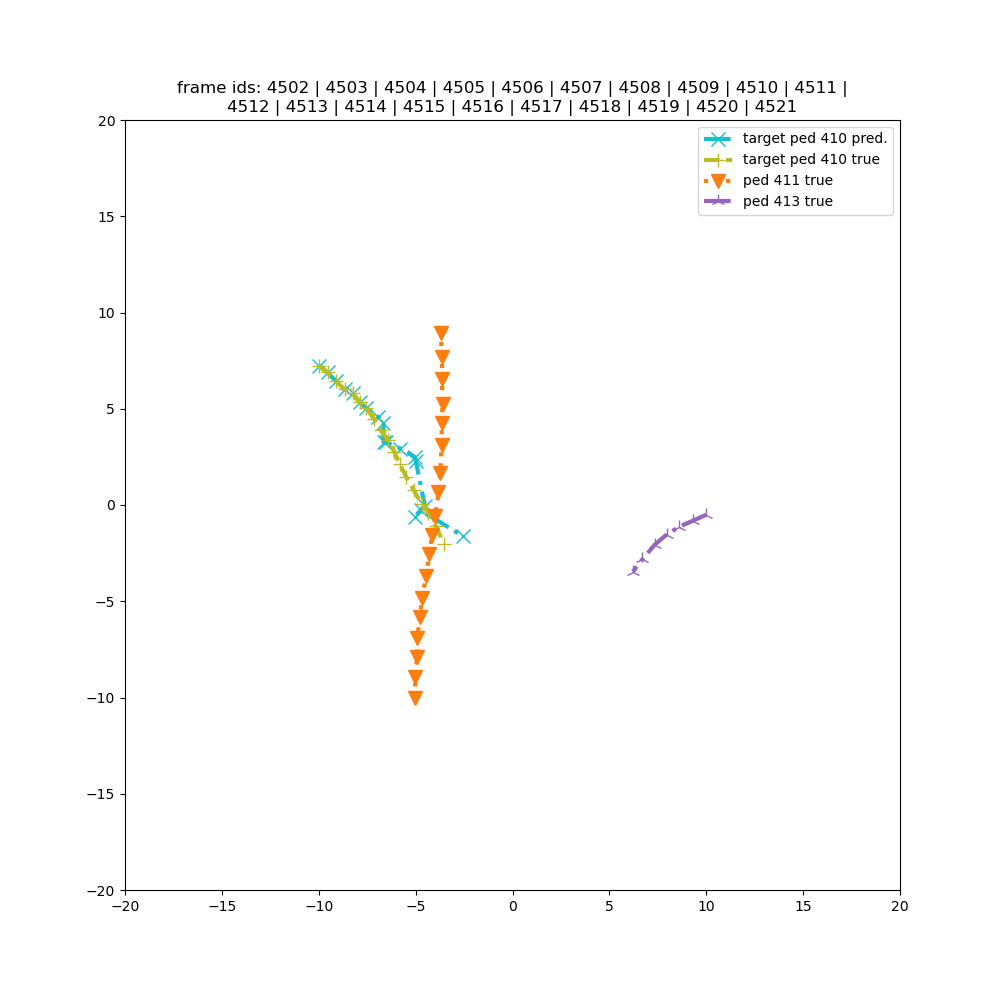 frame ids: 4502 | 4503 | 4504 | 4505 | 4506 | 4507 | 4508 | 4509 | 4510 | 4511 |
4512 | 4513 | 4514 | 4515 | 4516 | 4517 | 4518 | 4519 | 4520 | 4521
target ped 410 pred.
target ped 410 true
ped 411 true
ped 413 true
20
15
10
5
0
−5
−10
−15
−20
−20 −15 −10 −5 0 5 10 15 20